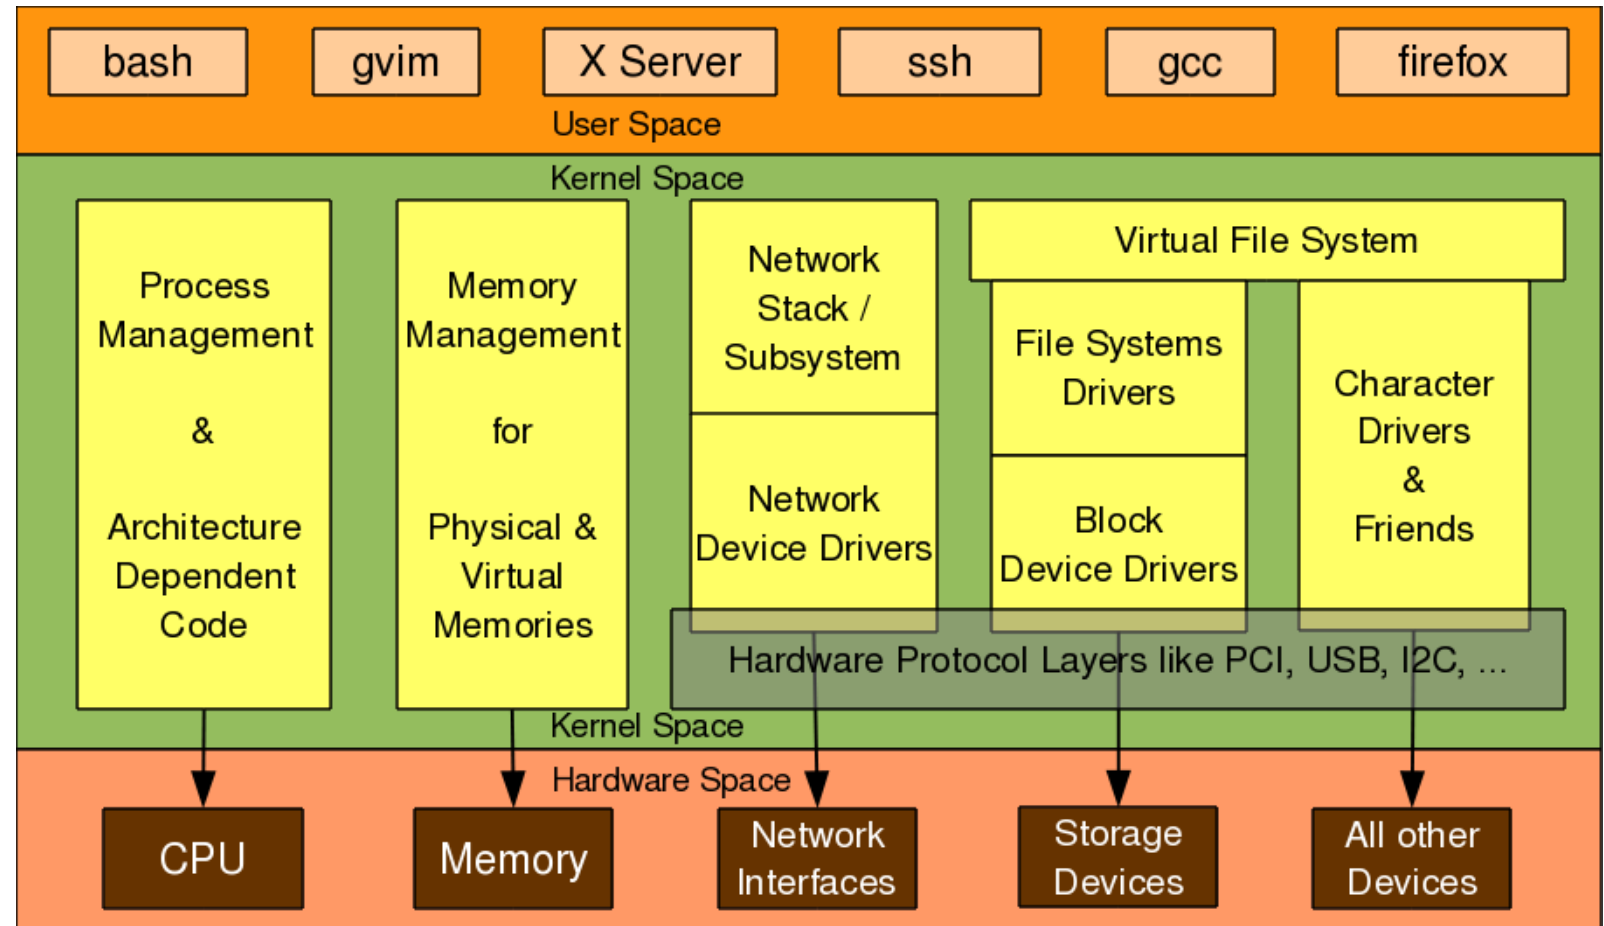 bash
gvim
X Server
ssh
gcc
firefox
User Space
Kernel Space
Process
Management
&
Architecture
Dependent
Code
Memory
Management
for
Physical &
Virtual
Memories
Network
Stack /
Subsystem
Network
Device Drivers
Virtual File System
File Systems
Drivers
Block
Device Drivers
Character
Drivers
&
Friends
Hardware Protocol Layers like PCI, USB, I2C, ...
Kernel Space
Hardware Space
CPU
Memory
Network
Interfaces
Storage
Devices
All other
Devices